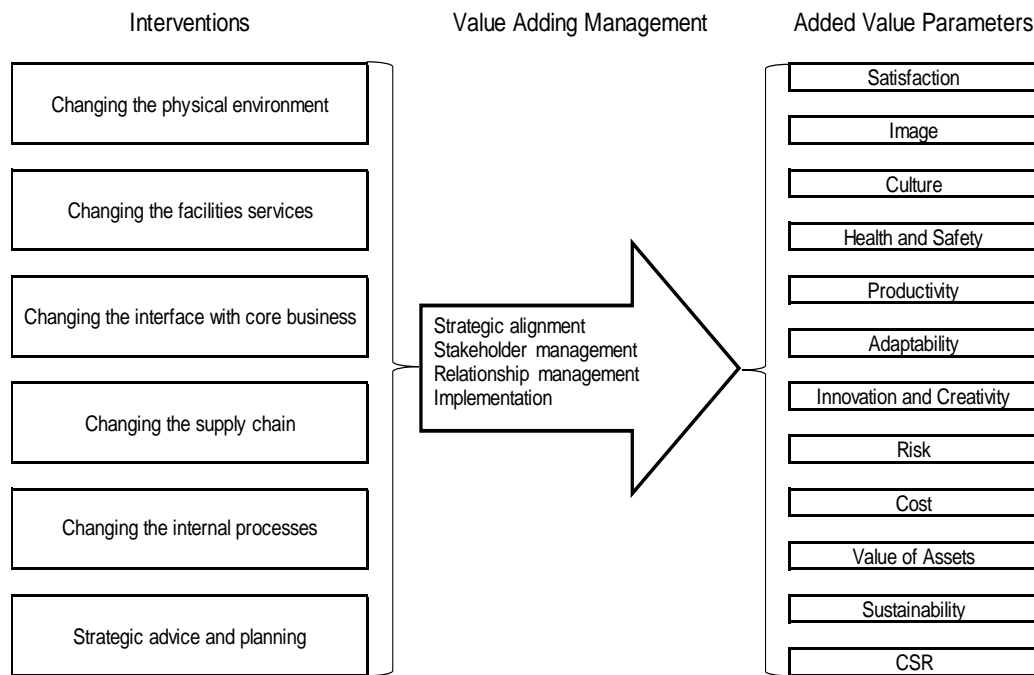 Interventions
Value Adding Management
Added Value Parameters
Changing the physical environment
Changing the facilities services
Changing the interface with core business
Changing the supply chain
Changing the internal processes
Strategic advice and planning
Strategic alignment
Stakeholder management
Relationship management
Implementation
Satisfaction
Image
Culture
Health and Safety
Productivity
Adaptability
Innovation and Creativity
Risk
Cost
Value of Assets
Sustainability
CSR